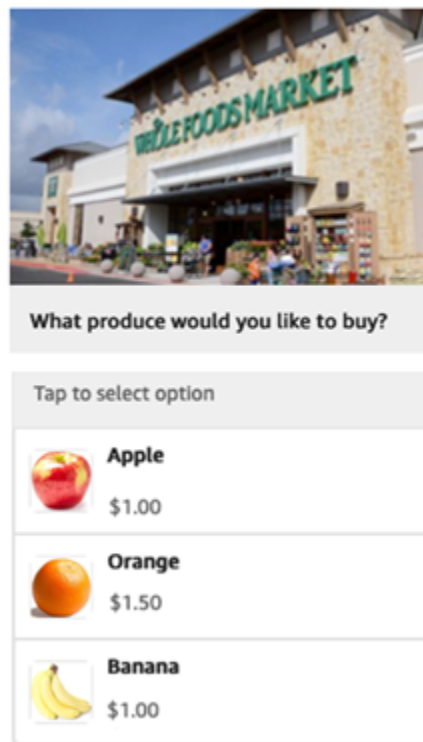 WHOLE FOODS MARKET
What produce would you like to buy?
Tap to select option
Apple
$1.00
Orange
$1.50
Banana
$1.00